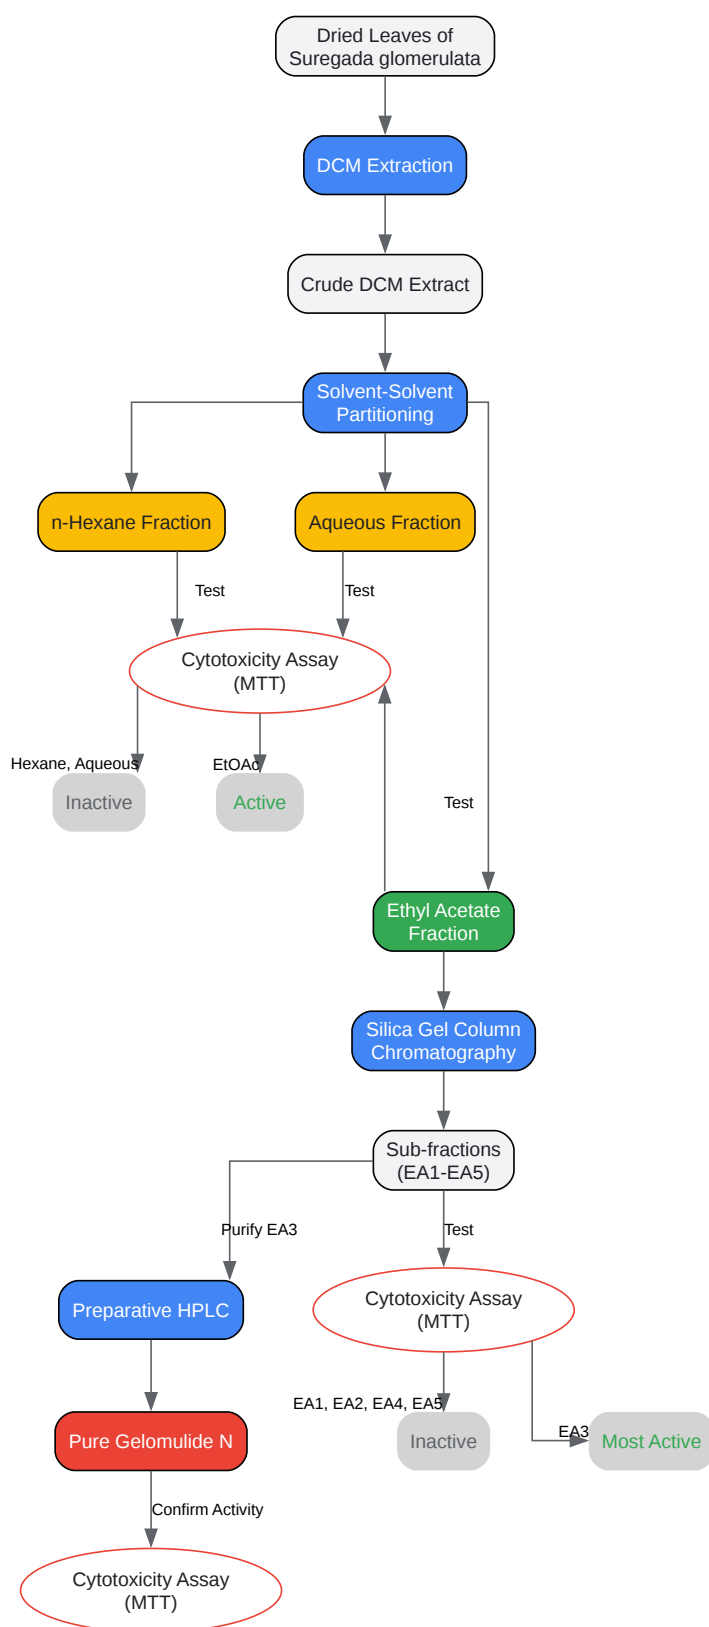 Dried Leaves of
Suregada glomerulata
DCM Extraction
Crude DCM Extract
Solvent-Solvent
Partitioning
n-Hexane Fraction
Aqueous Fraction
Test
Test
Cytotoxicity Assay
(MTT)
Hexane, Aqueous
EtOAc
Inactive
Active
Test
Ethyl Acetate
Fraction
Silica Gel Column
Chromatography
Sub-fractions
(EA1-EA5)
Purify EA3
Test
Preparative HPLC
Cytotoxicity Assay
(MTT)
EA1, EA2, EA4, EA5
EA3
Pure Gelomulide N
Inactive
Most Active
Confirm Activity
Cytotoxicity Assay
(MTT)